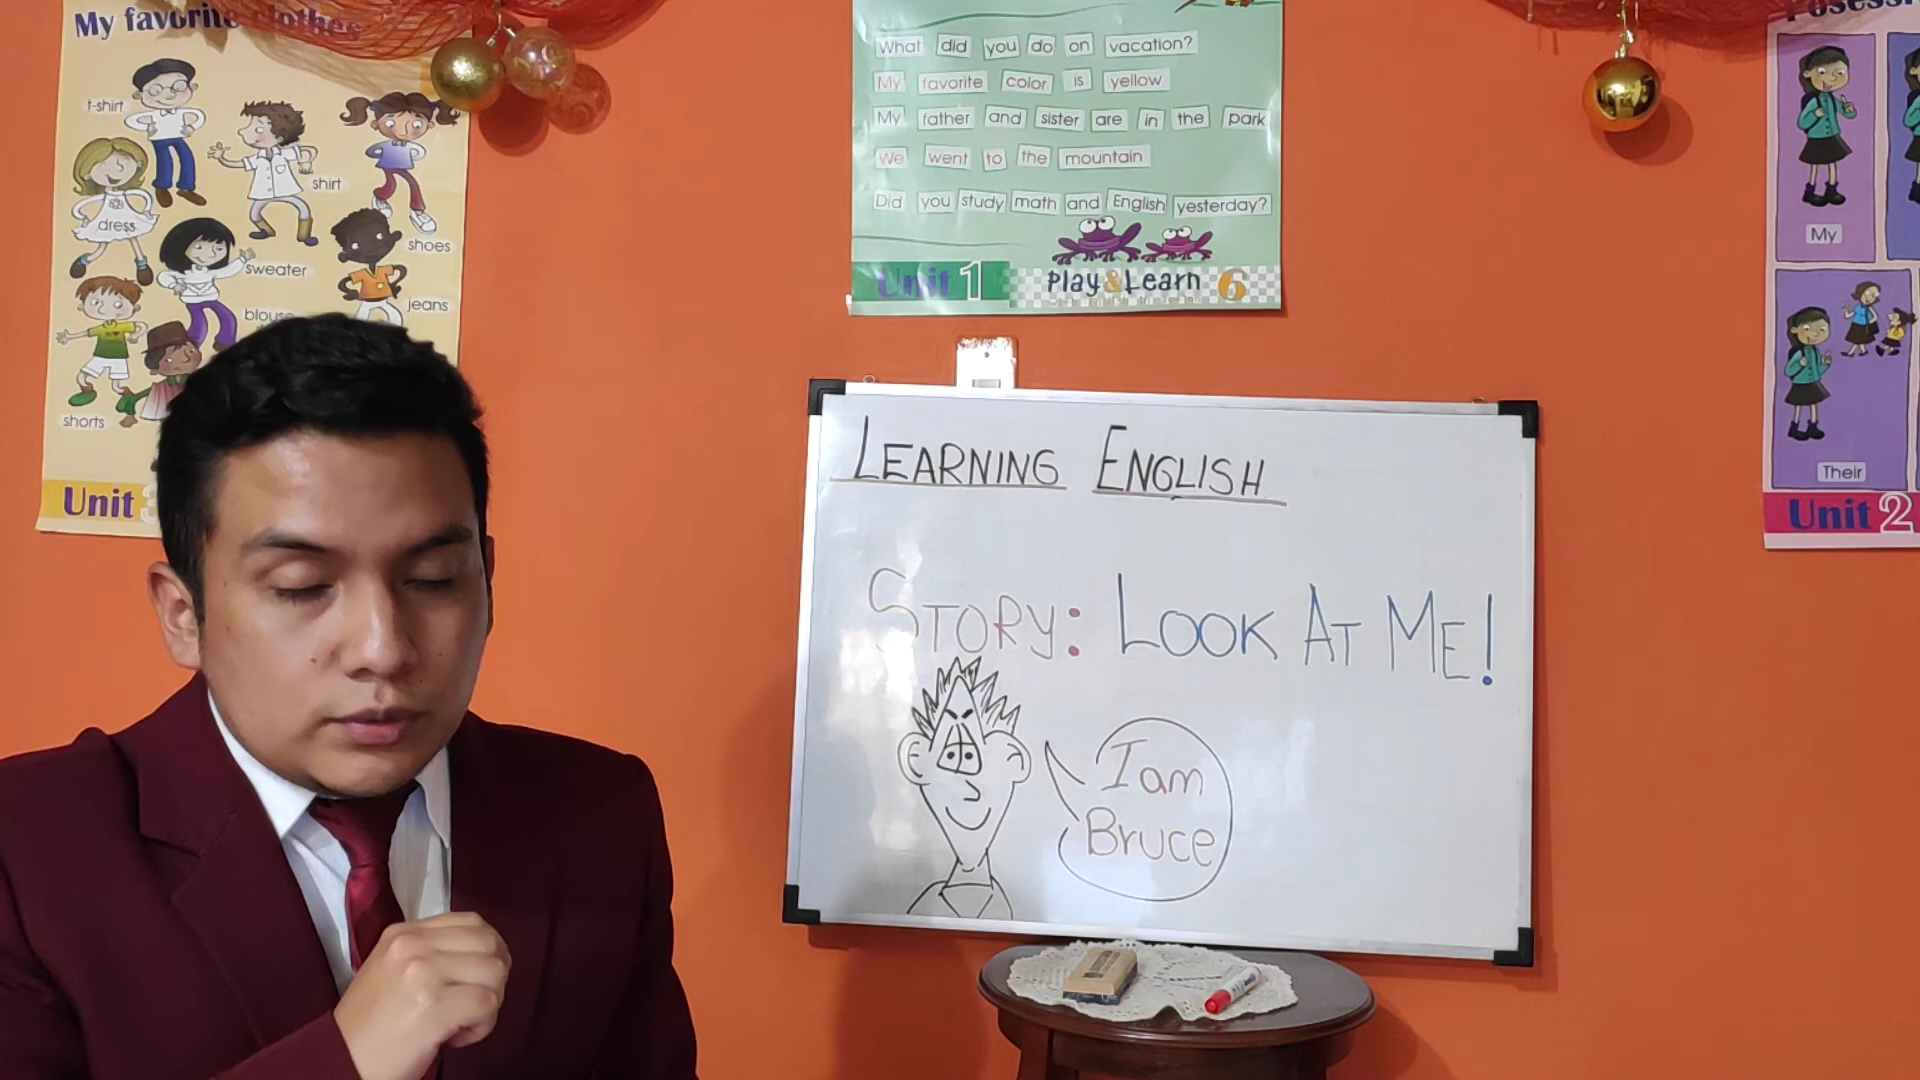 My favorite clothes
t-shirt
shirt
dress
shoes
sweater
jeans
blouse
shorts
Unit
What did you do on vacation?
My favorite color is yellow
My father and sister are in the park
We went to the mountain
Did you study math and English yesterday?
Unit 1
Play & Learn 6
My
Their
Unit 2
LEARNING ENGLISH
STORY: LOOK AT ME!
I am
Bruce